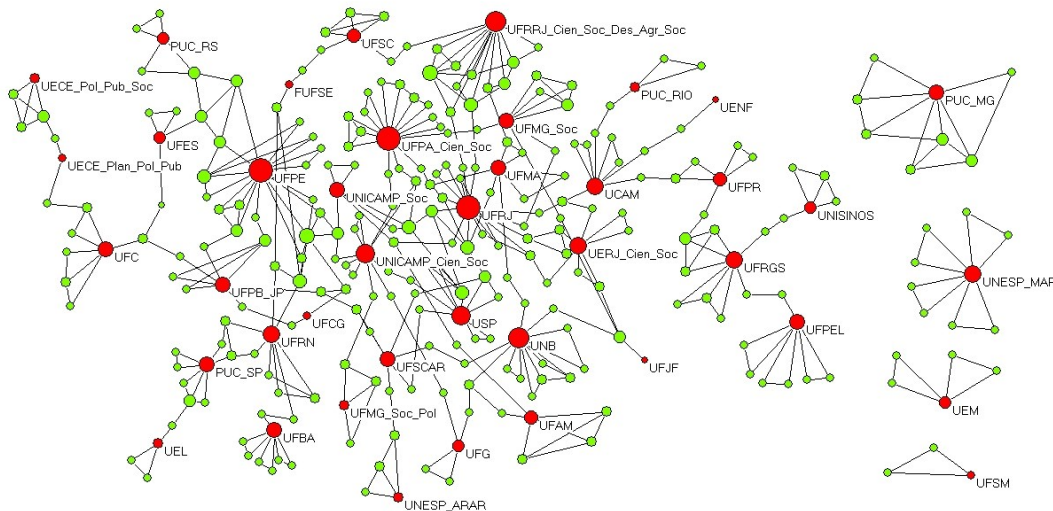 UFRRJ_Cien_Soc_Des_Agr_Soc
PUC_RS
UFSC
UECE_Pol_Pub_Soc
FUFSE
PUC_RIO
UENF
PUC_MG
UFES
UFPA_Cien_Soc
UFMG_Soc
UECE_Plan_Pol_Pub
UFPE
UFMA
UFPR
UNICAMP_Soc
UCAM
UFRJ
UNISINOS
UFC
UNICAMP_Cien_Soc
UERJ_Cien_Soc
UFRGS
UNESP_MAR
UFPB_JP
UFCG
USP
UFPEL
UFRN
UNB
PUC_SP
UFSCAR
UFJF
UFMG_Soc_Pol
UEM
UFAM
UFBA
UEL
UFG
UFSM
UNESP_ARAR